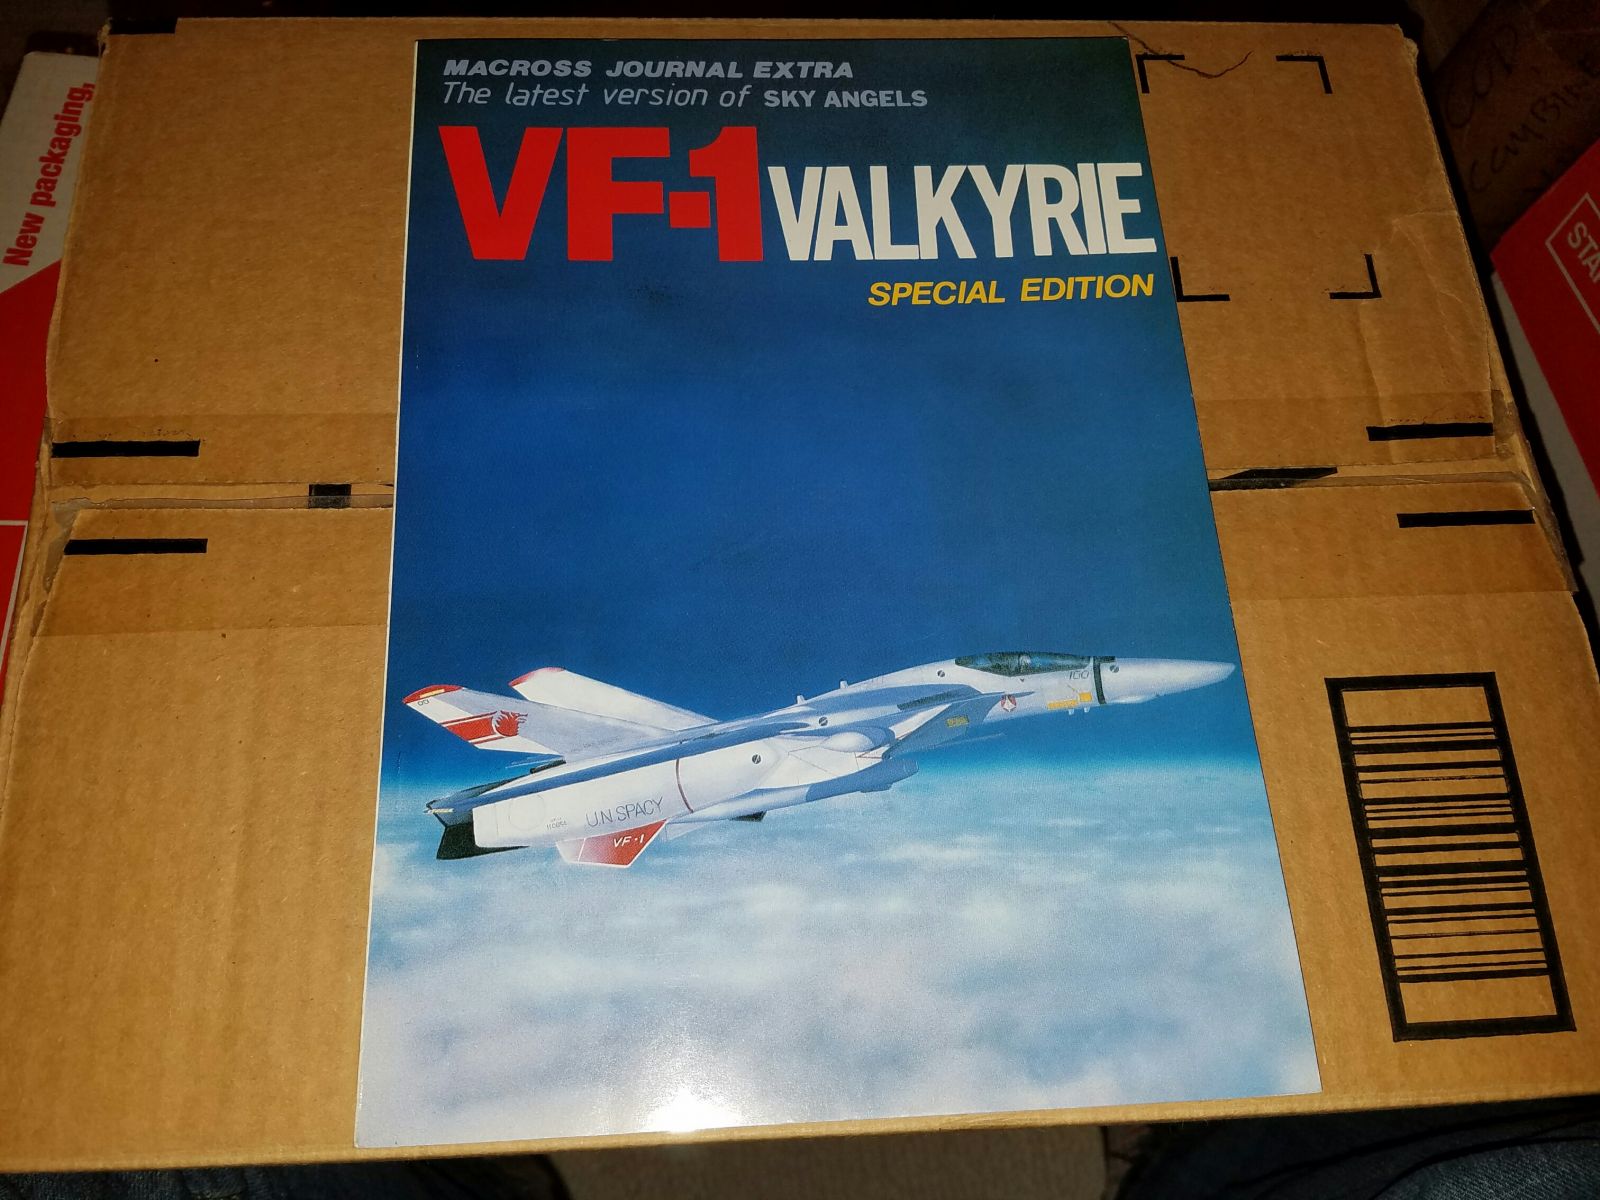 MACROSS JOURNAL EXTRA
The latest version of SKY ANGELS
VF-1 VALKYRIE
SPECIAL EDITION
100
U.N.SPACY
VF-1
New packaging,